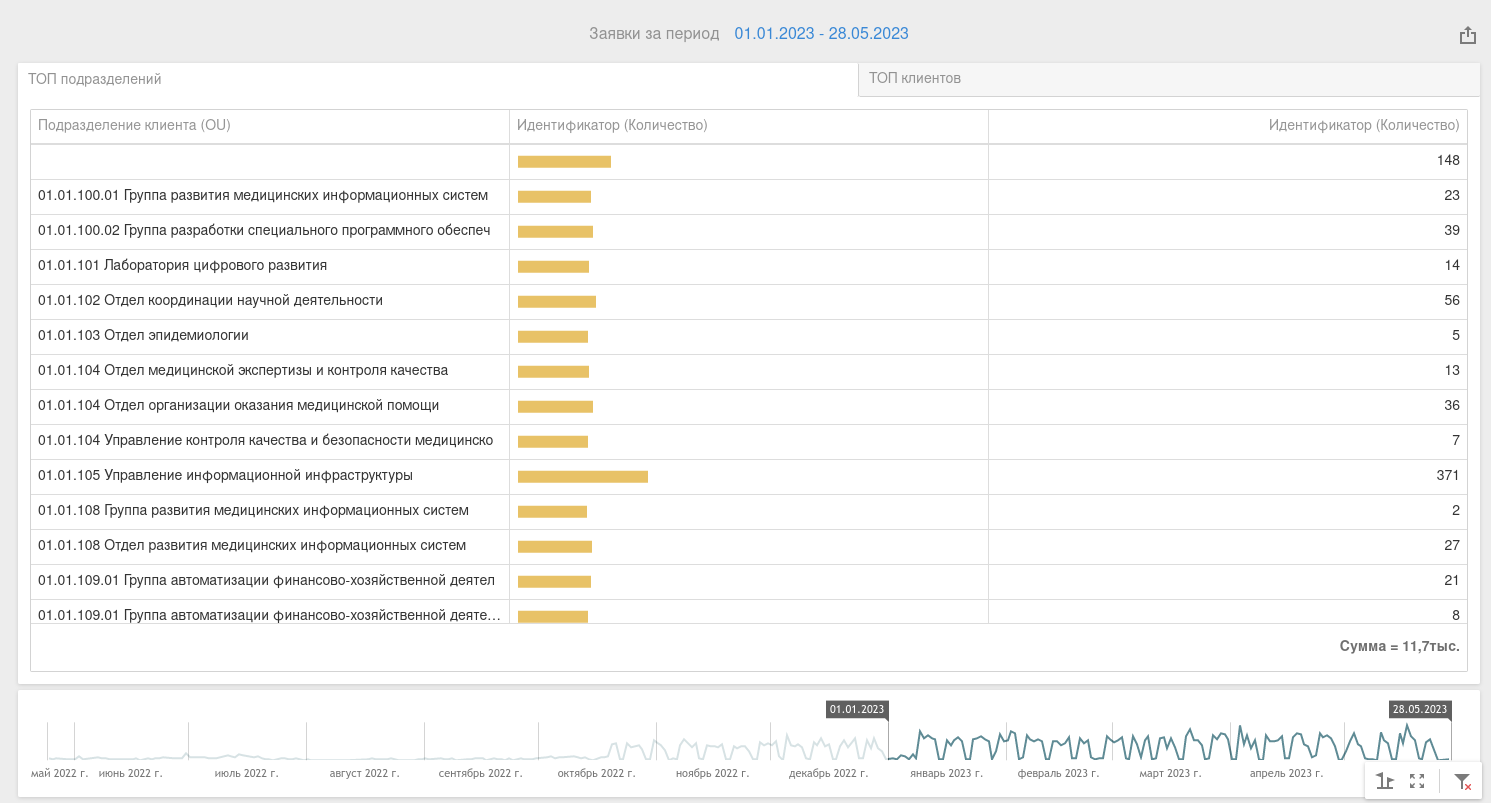 Заявки за период 01.01.2023 - 28.05.2023
ТОП подразделений
ТОП клиентов
Подразделение клиента (OU) Идентификатор (Количество) Идентификатор (Количество)
148
01.01.100.01 Группа развития медицинских информационных систем 23
01.01.100.02 Группа разработки специального программного обеспеч 39
01.01.101 Лаборатория цифрового развития 14
01.01.102 Отдел координации научной деятельности 56
01.01.103 Отдел эпидемиологии 5
01.01.104 Отдел медицинской экспертизы и контроля качества 13
01.01.104 Отдел организации оказания медицинской помощи 36
01.01.104 Управление контроля качества и безопасности медицинско 7
01.01.105 Управление информационной инфраструктуры 371
01.01.108 Группа развития медицинских информационных систем 2
01.01.108 Отдел развития медицинских информационных систем 27
01.01.109.01 Группа автоматизации финансово-хозяйственной деятел 21
01.01.109.01 Группа автоматизации финансово-хозяйственной деяте… 8
Сумма = 11,7тыс.
01.01.2023 28.05.2023
май 2022 г. июнь 2022 г. июль 2022 г. август 2022 г. сентябрь 2022 г. октябрь 2022 г. ноябрь 2022 г. декабрь 2022 г. январь 2023 г. февраль 2023 г. март 2023 г. апрель 2023 г.